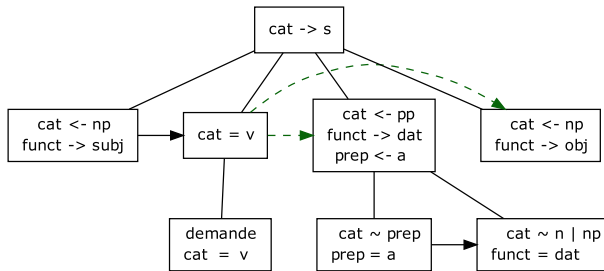 cat -> s
cat <- np
funct -> subj
cat = v
cat <- pp
funct -> dat
prep <- a
cat <- np
funct -> obj
demande
cat = v
cat ~ prep
prep = a
cat ~ n | np
funct = dat